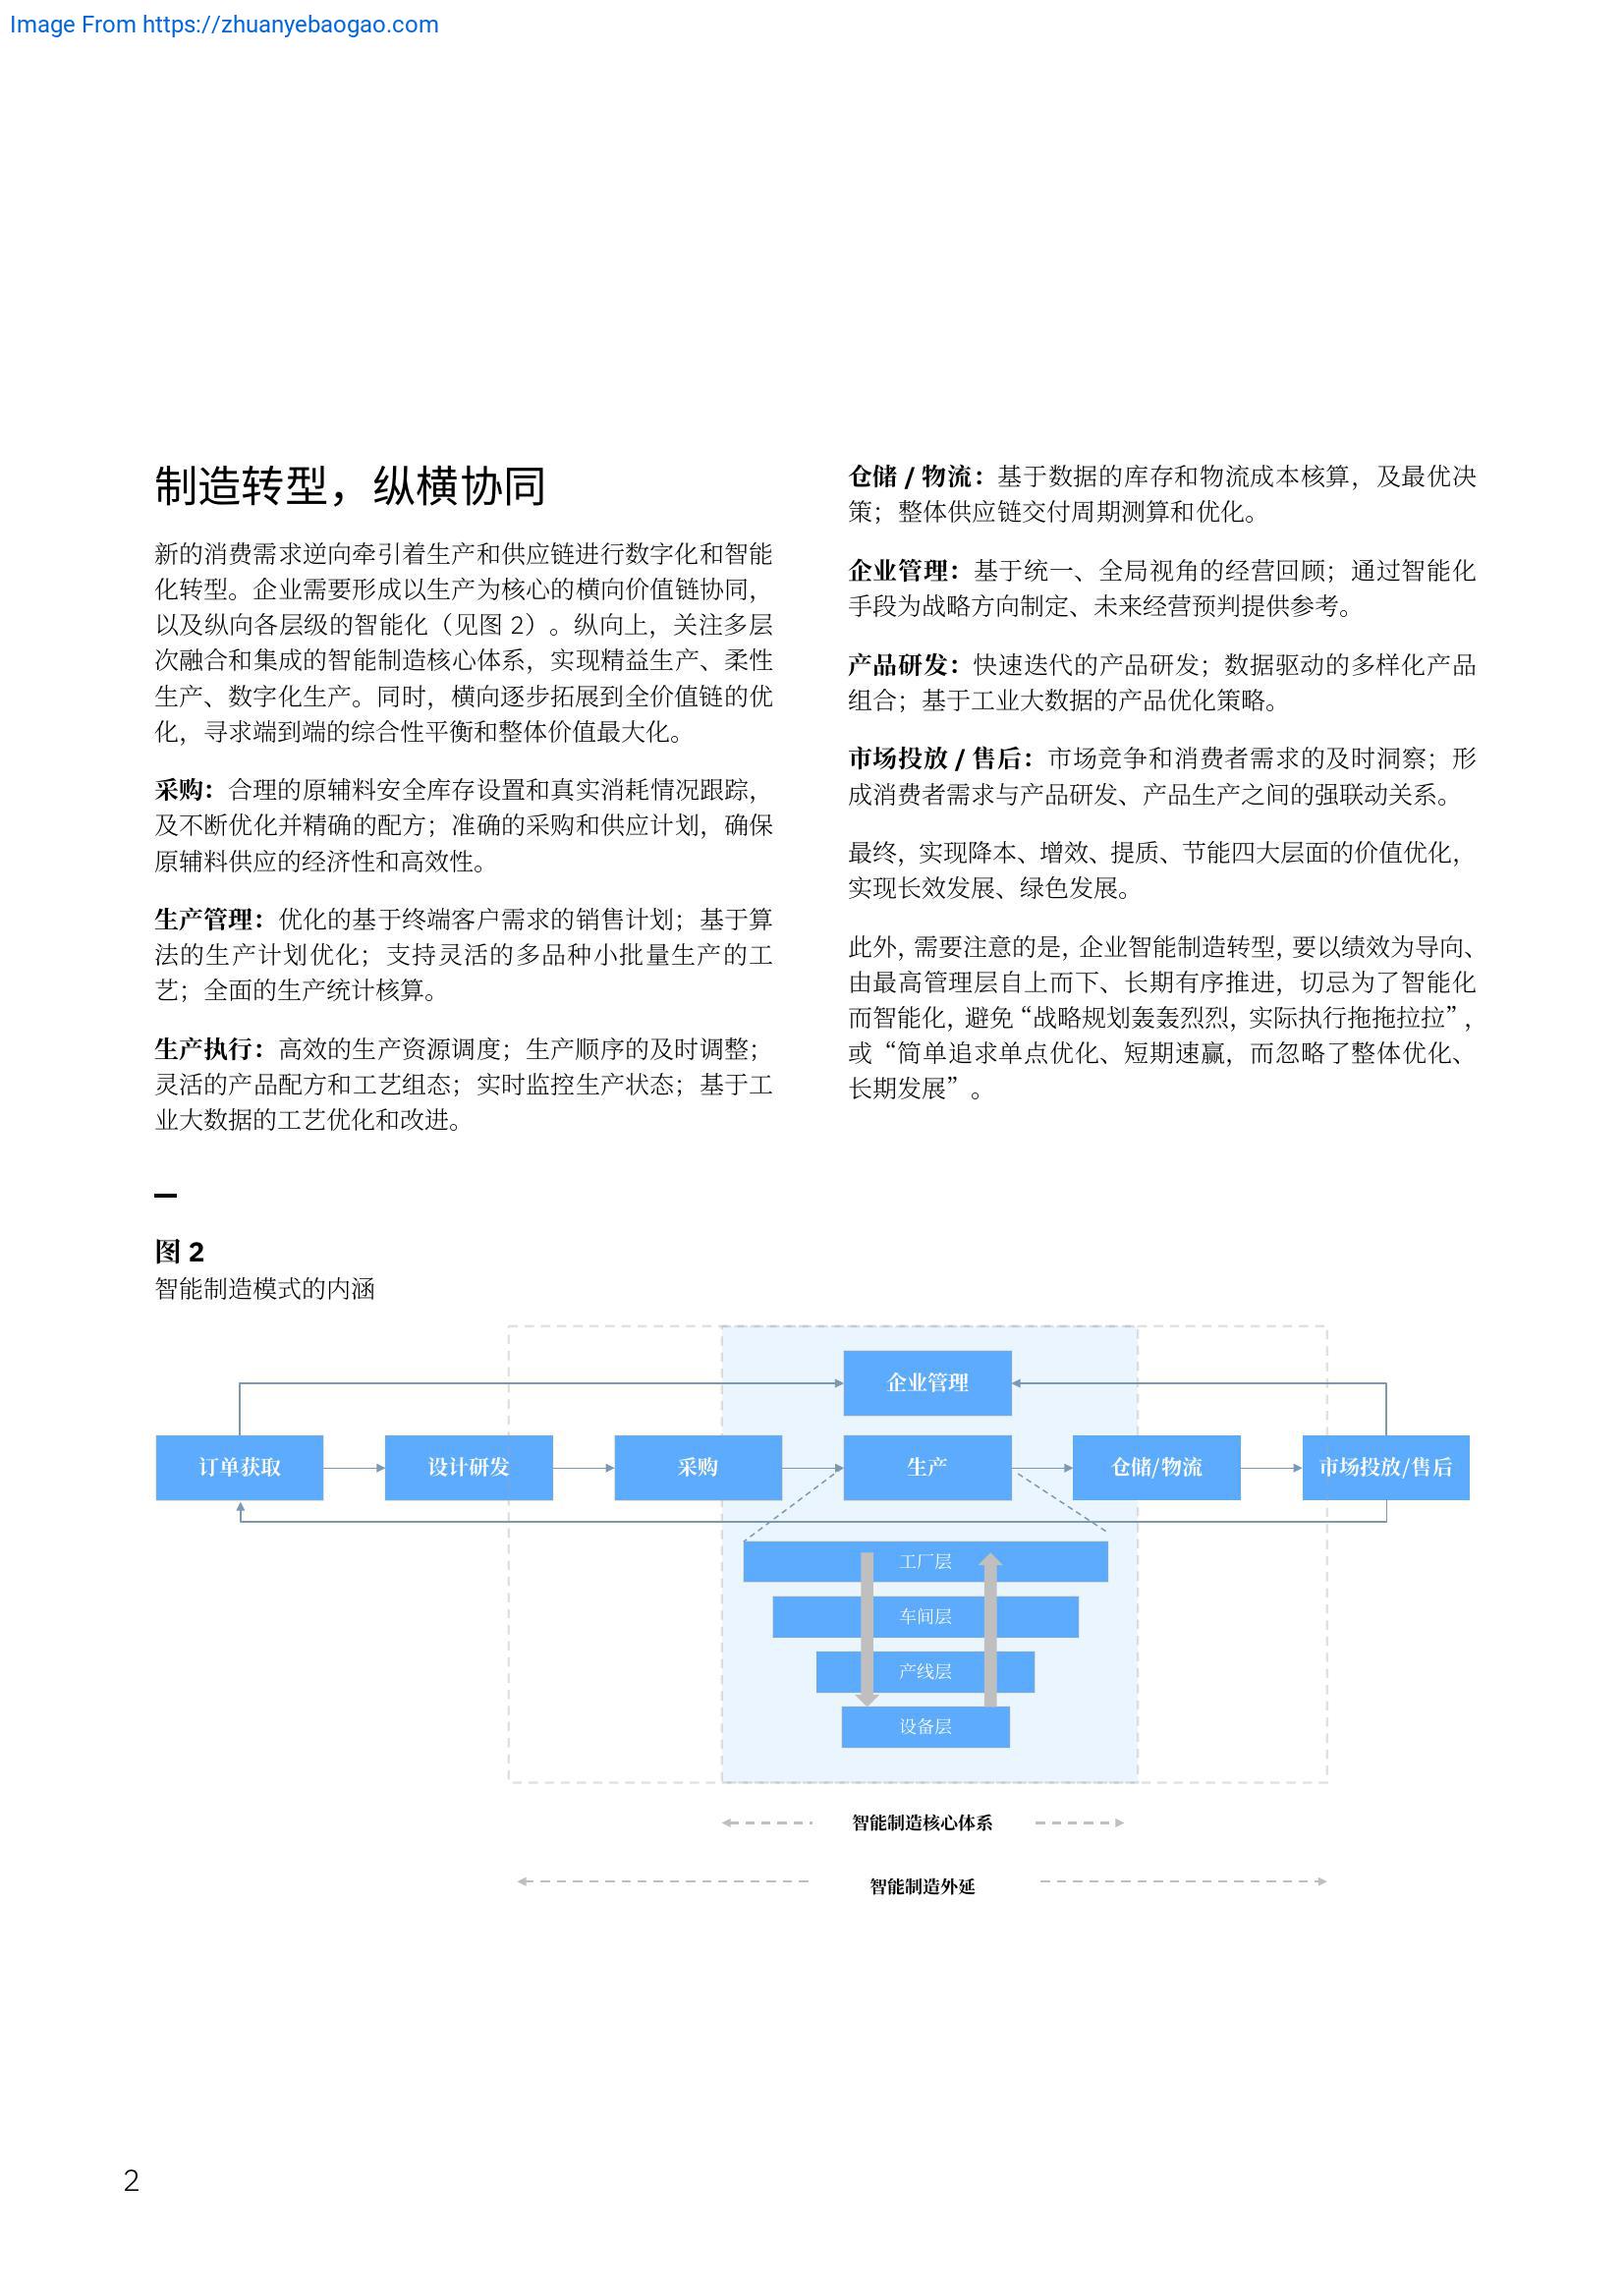 Image From https://zhuanyebaogao.com
制造转型，纵横协同
新的消费需求逆向牵引着生产和供应链进行数字化和智能
化转型。企业需要形成以生产为核心的横向价值链协同，
以及纵向各层级的智能化（见图 2）。纵向上，关注多层
次融合和集成的智能制造核心体系，实现精益生产、柔性
生产、数字化生产。同时，横向逐步拓展到全价值链的优
化，寻求端到端的综合性平衡和整体价值最大化。
采购：合理的原辅料安全库存设置和真实消耗情况跟踪，
及不断优化并精确的配方；准确的采购和供应计划，确保
原辅料供应的经济性和高效性。
生产管理：优化的基于终端客户需求的销售计划；基于算
法的生产计划优化；支持灵活的多品种小批量生产的工
艺；全面的生产统计核算。
生产执行：高效的生产资源调度；生产顺序的及时调整；
灵活的产品配方和工艺组态；实时监控生产状态；基于工
业大数据的工艺优化和改进。
仓储 / 物流：基于数据的库存和物流成本核算，及最优决
策；整体供应链交付周期测算和优化。
企业管理：基于统一、全局视角的经营回顾；通过智能化
手段为战略方向制定、未来经营预判提供参考。
产品研发：快速迭代的产品研发；数据驱动的多样化产品
组合；基于工业大数据的产品优化策略。
市场投放 / 售后：市场竞争和消费者需求的及时洞察；形
成消费者需求与产品研发、产品生产之间的强联动关系。
最终，实现降本、增效、提质、节能四大层面的价值优化，
实现长效发展、绿色发展。
此外，需要注意的是，企业智能制造转型，要以绩效为导向、
由最高管理层自上而下、长期有序推进，切忌为了智能化
而智能化，避免“战略规划轰轰烈烈，实际执行拖拖拉拉”，
或“简单追求单点优化、短期速赢，而忽略了整体优化、
长期发展”。
图 2
智能制造模式的内涵
企业管理
订单获取
设计研发
采购
生产
仓储/物流
市场投放/售后
工厂层
车间层
产线层
设备层
智能制造核心体系
智能制造外延
2